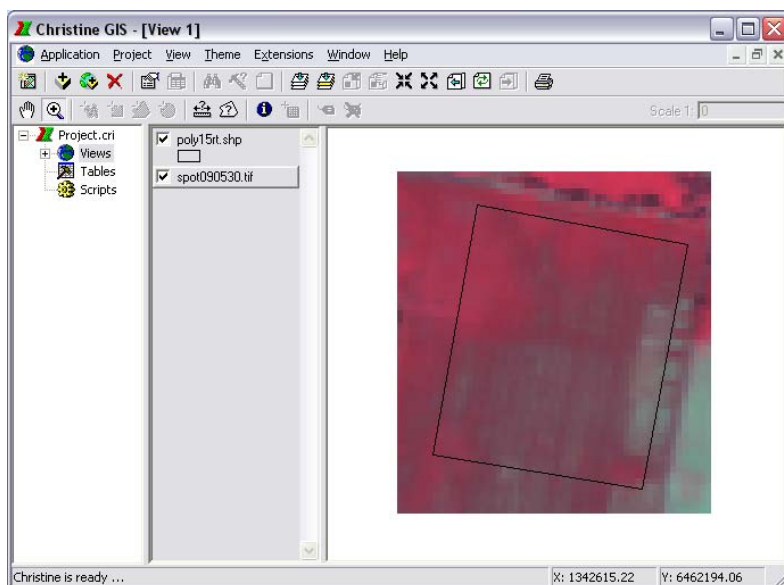 Christine GIS - [View 1]
Application Project View Theme Extensions Window Help
Scale 1: 0
Project.cri
Views
Tables
Scripts
poly15rt.shp
spot090530.tif
Christine is ready ...
X: 1342615.22 Y: 6462194.06